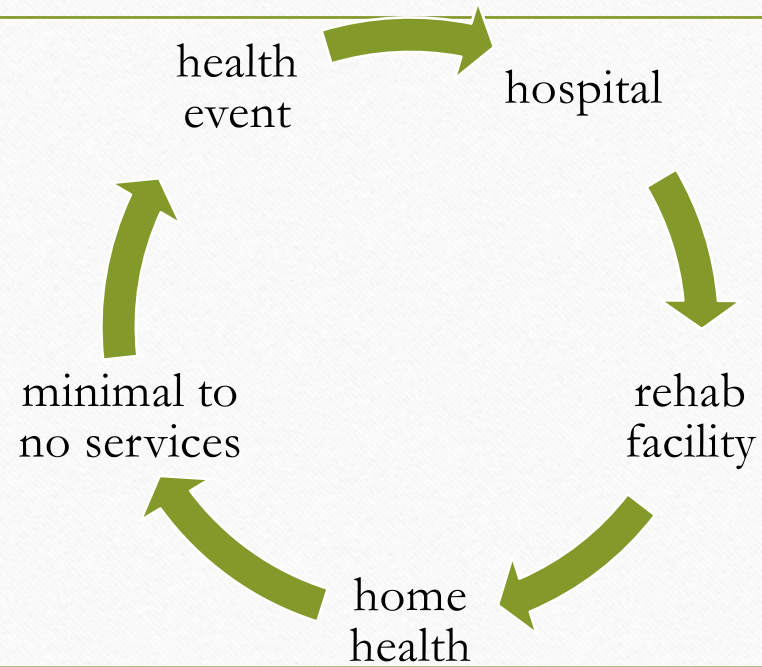 health
event
hospital
rehab
facility
home
health
minimal to
no services